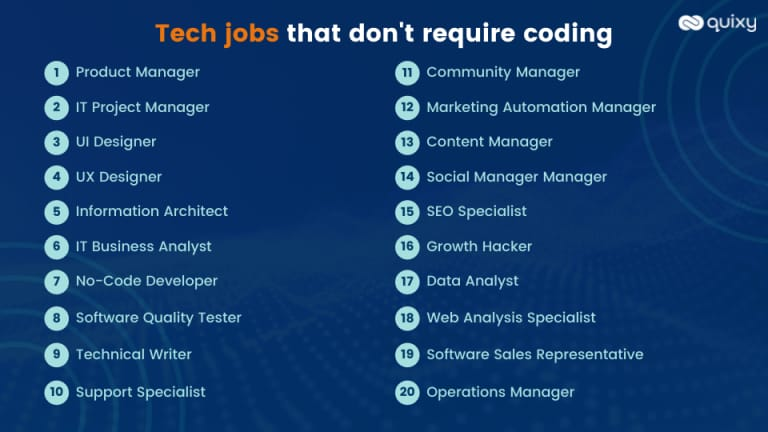 quixy
Tech jobs that don't require coding
1 Product Manager
2 IT Project Manager
3 UI Designer
4 UX Designer
5 Information Architect
6 IT Business Analyst
7 No-Code Developer
8 Software Quality Tester
9 Technical Writer
10 Support Specialist
11 Community Manager
12 Marketing Automation Manager
13 Content Manager
14 Social Manager Manager
15 SEO Specialist
16 Growth Hacker
17 Data Analyst
18 Web Analysis Specialist
19 Software Sales Representative
20 Operations Manager